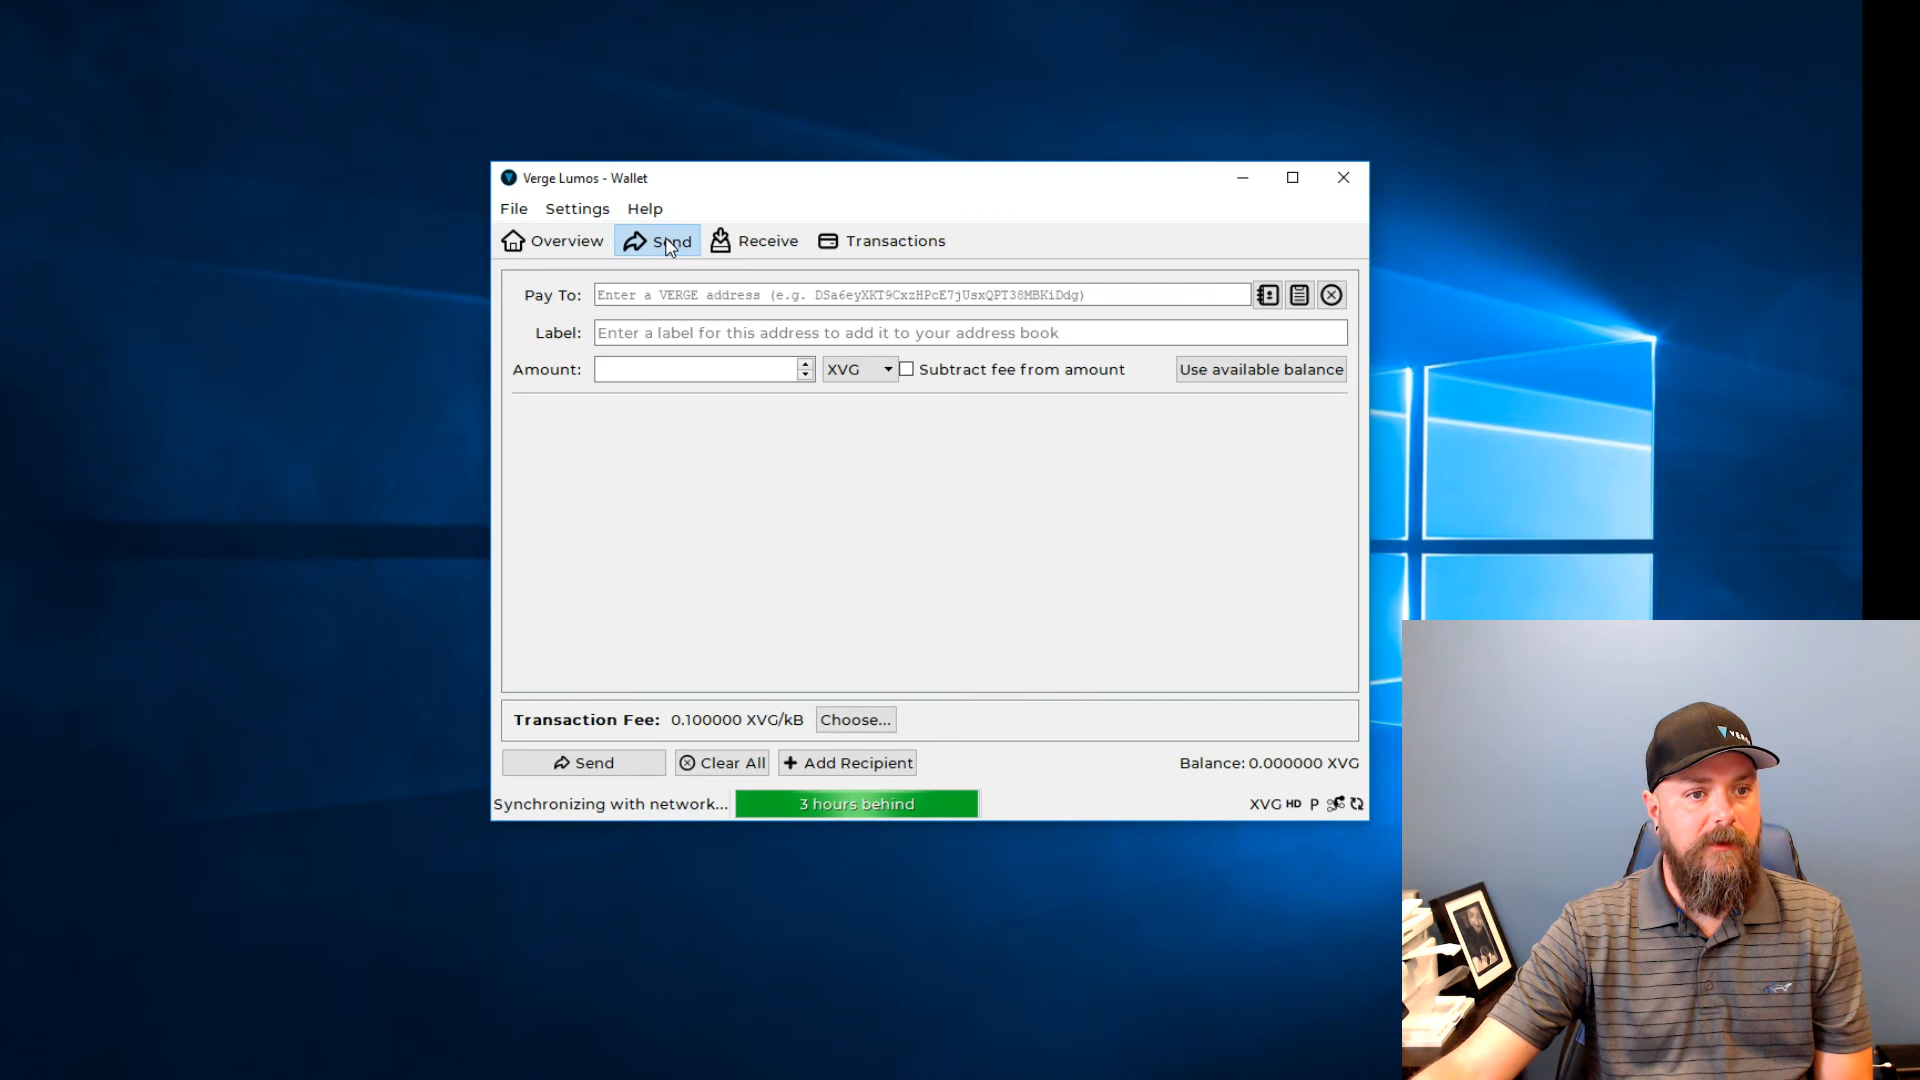 Verge Lumos - Wallet
File Settings Help
Overview Send Receive Transactions
Pay To: Enter a VERGE address (e.g. DSa6eyXKT9CxzHPcE7jUsxQPT38MBKiDdg)
Label: Enter a label for this address to add it to your address book
Amount: XVG Subtract fee from amount Use available balance
Transaction Fee: 0.100000 XVG/kB Choose...
Send Clear All Add Recipient Balance: 0.000000 XVG
Synchronizing with network... 3 hours behind XVG HD P